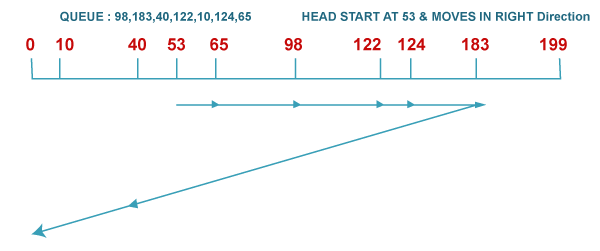 QUEUE : 98,183,40,122,10,124,65 HEAD START AT 53 & MOVES IN RIGHT Direction
0 10 40 53 65 98 122 124 183 199